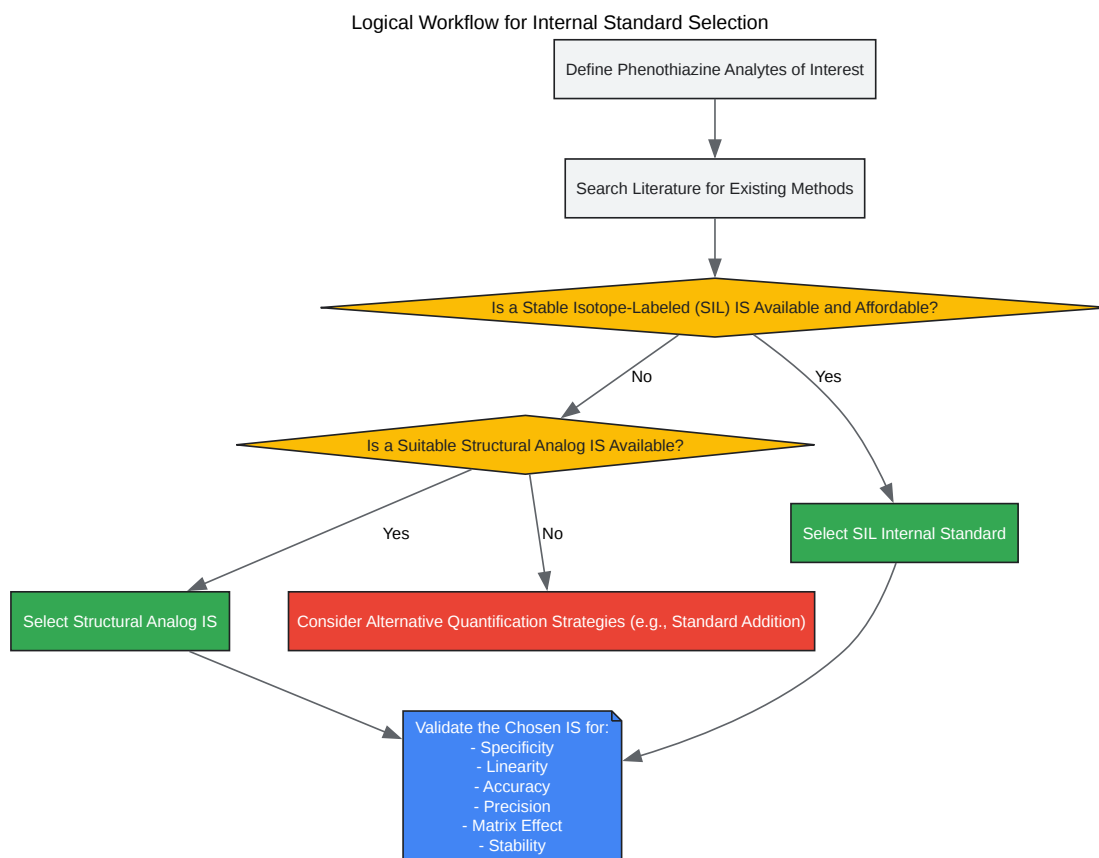 Logical Workflow for Internal Standard Selection
Define Phenothiazine Analytes of Interest
Search Literature for Existing Methods
Is a Stable Isotope-Labeled (SIL) IS Available and Affordable?
No
Yes
Is a Suitable Structural Analog IS Available?
Yes
No
Select SIL Internal Standard
Select Structural Analog IS
Consider Alternative Quantification Strategies (e.g., Standard Addition)
Validate the Chosen IS for:
- Specificity
- Linearity
- Accuracy
- Precision
- Matrix Effect
- Stability